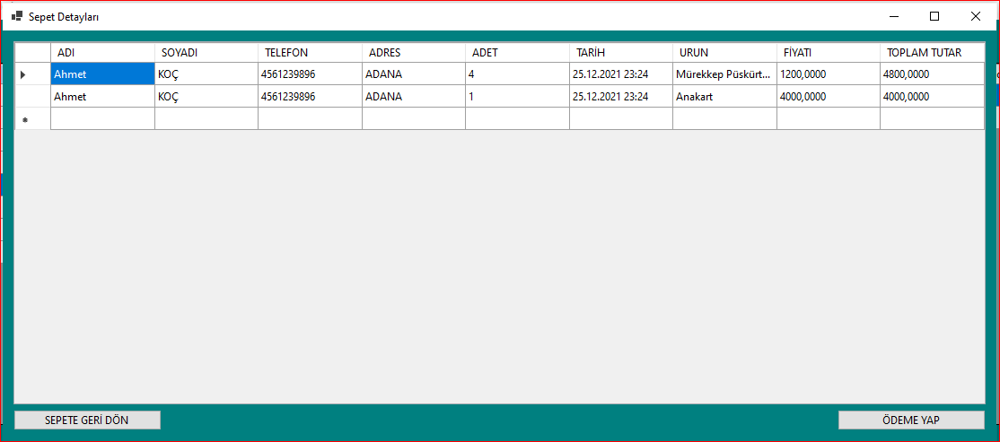 Sepet Detayları
ADI SOYADI TELEFON ADRES ADET TARİH URUN FİYATI TOPLAM TUTAR
Ahmet KOÇ 4561239896 ADANA 4 25.12.2021 23:24 Mürekkep Püskürt... 1200,0000 4800,0000
Ahmet KOÇ 4561239896 ADANA 1 25.12.2021 23:24 Anakart 4000,0000 4000,0000
SEPETE GERİ DÖN ÖDEME YAP